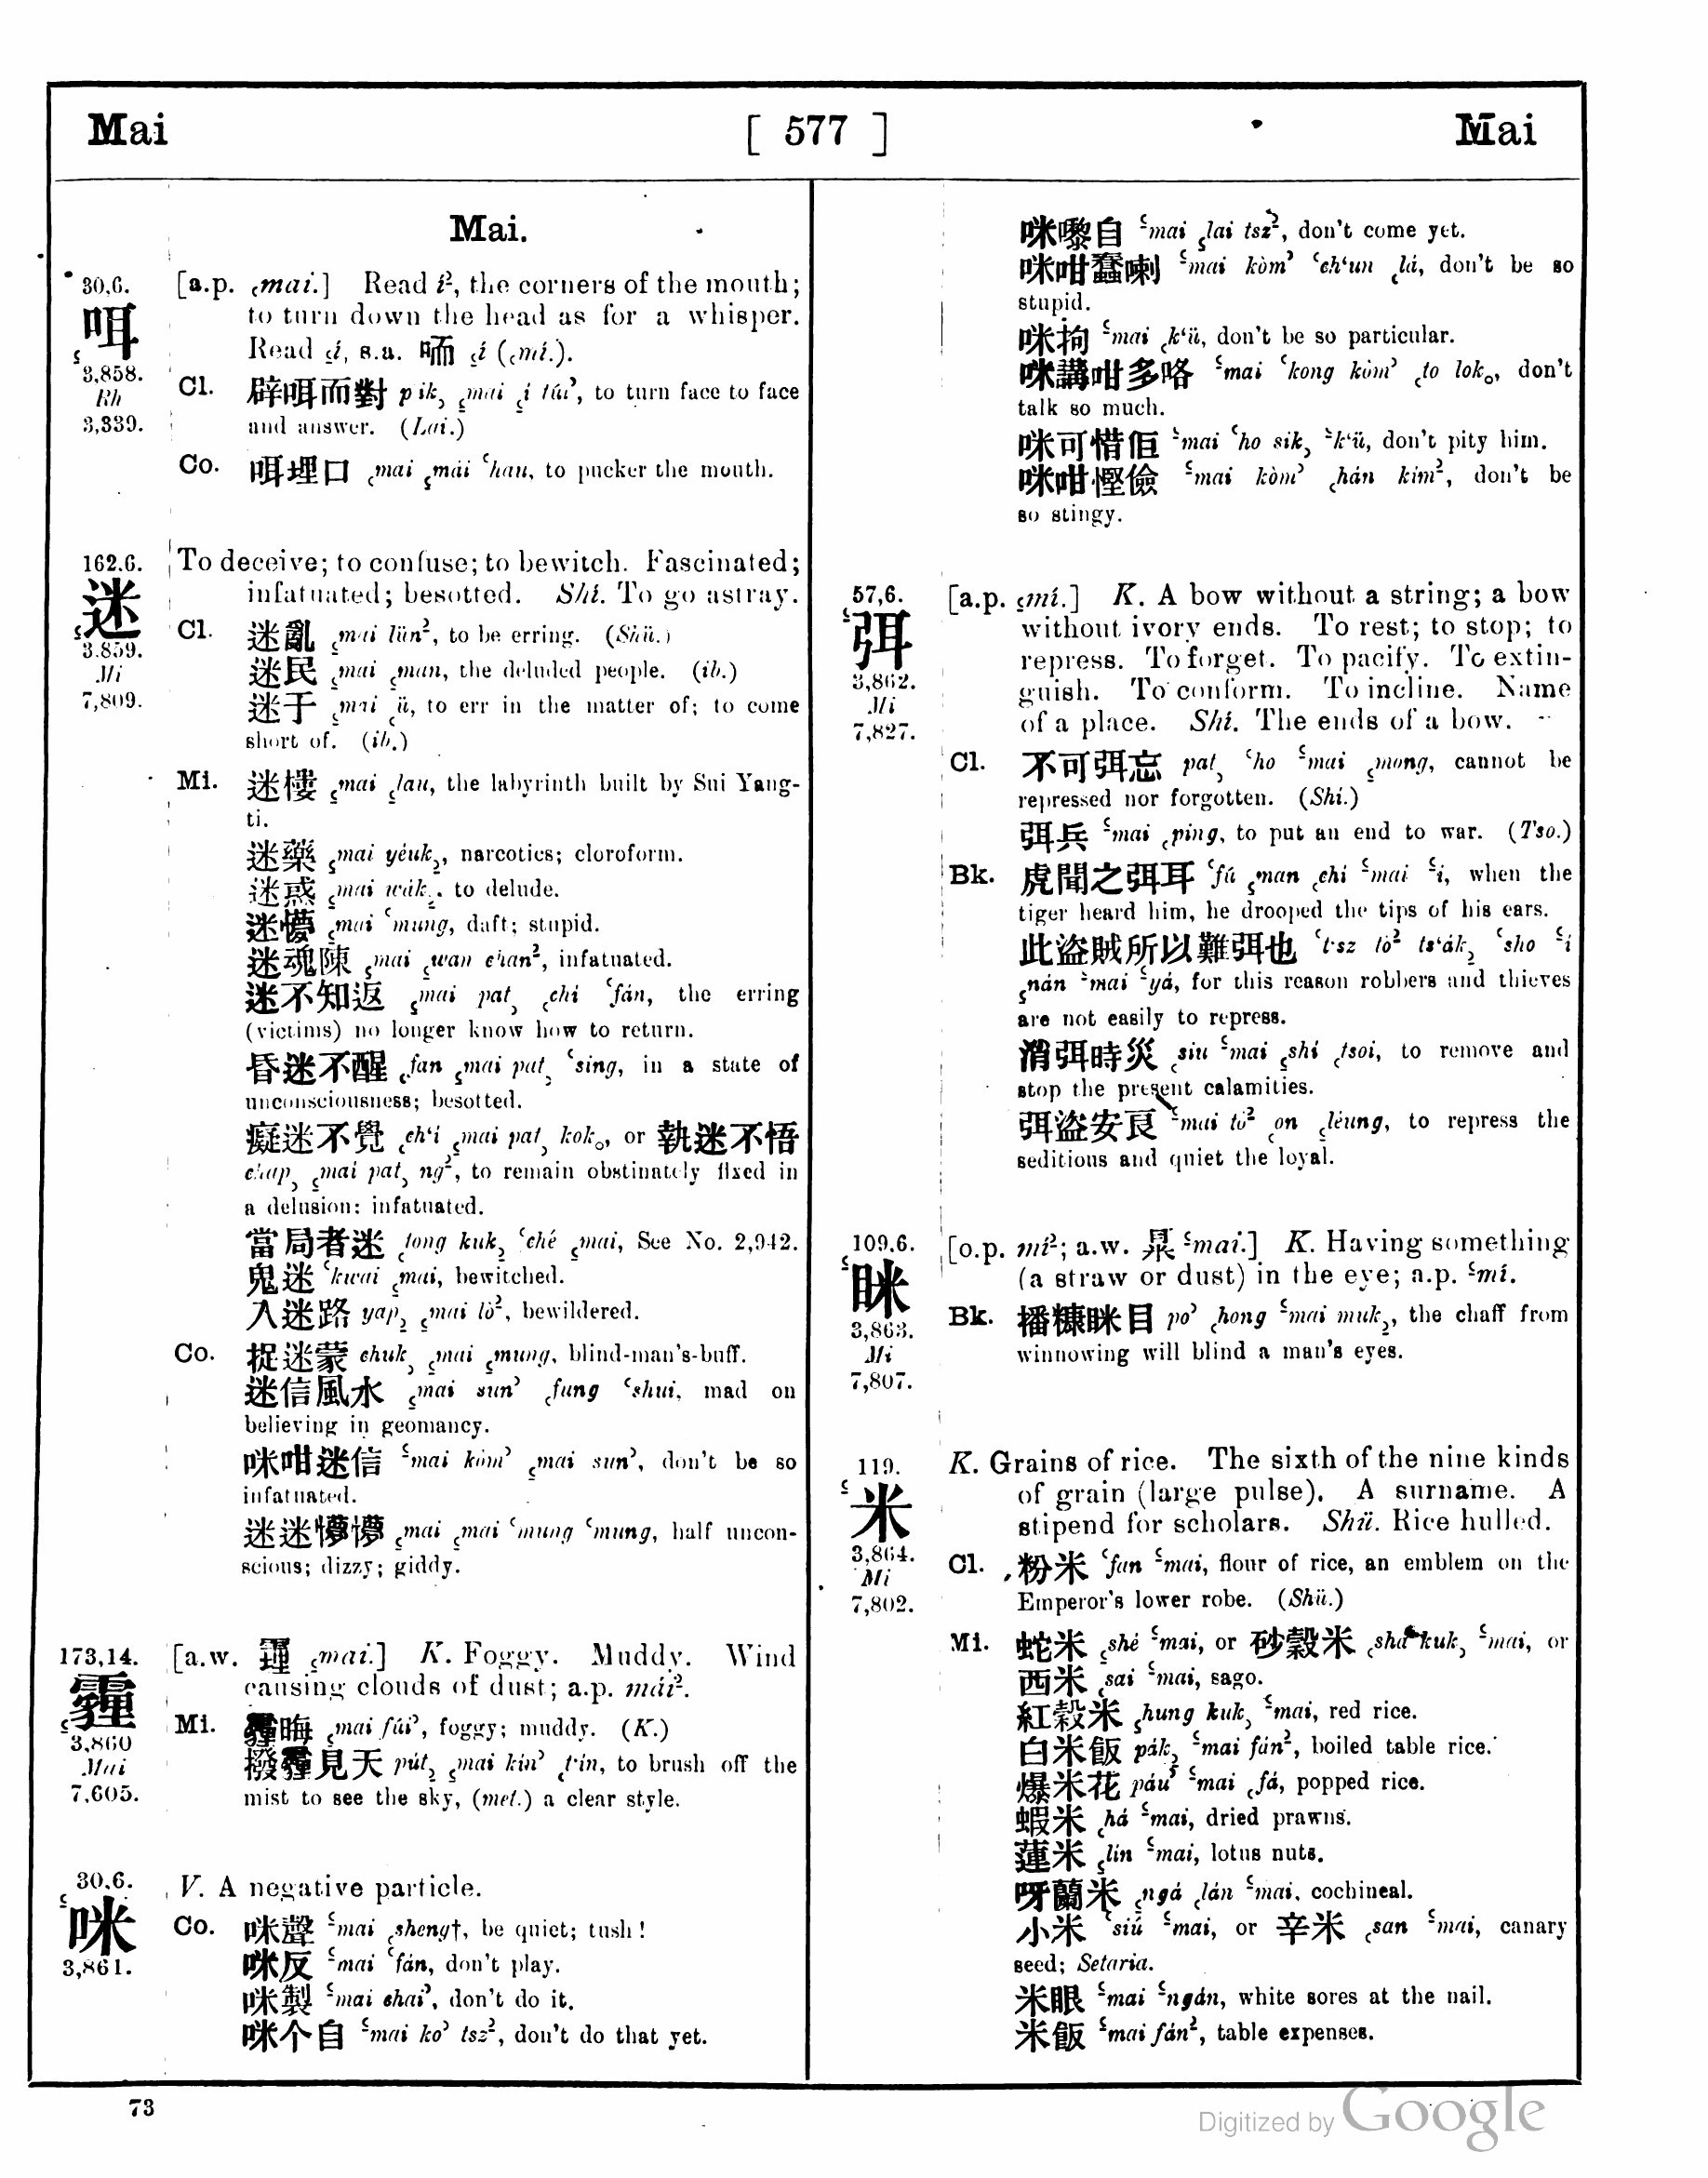 Mai [ 577 ] Mai
Mai.
30,6.
咡
3,858.
Rh
3,339.
[a.p. ꜀mai.] Read í², the corners of the mouth;
to turn down the head as for a whisper.
Read ꜁í, s.a. 唲 ꜁í (꜀mí.).
Cl. 辟咡而對 pik꜆ ꜁mai ꜁í túi꜄, to turn face to face
and answer. (Lai.)
Co. 咡埋口 ꜀mai ꜁mái ꜂hau, to pucker the mouth.
162.6.
迷
3.859.
Mi
7,809.
To deceive; to confuse; to bewitch. Fascinated;
infatuated; besotted. Shí. To go astray.
Cl. 迷亂 ꜁mai lün², to be erring. (Shü.)
迷民 ꜁mai ꜁man, the deluded people. (ib.)
迷于 ꜁mai ꜁ü, to err in the matter of; to come
short of. (ib.)
Mi. 迷樓 ꜁mai ꜁lau, the labyrinth built by Sui Yang-
ti.
迷藥 ꜁mai yéuk꜇, narcotics; cloroform.
迷惑 ꜁mai wák꜇. to delude.
迷懵 ꜁mai ꜂mung, daft; stupid.
迷魂陳 ꜁mai ꜁wan chan², infatuated.
迷不知返 ꜁mai pat꜆ ꜀chí ꜂fán, the erring
(victims) no longer know how to return.
昏迷不醒 ꜀fan ꜁mai pat꜆ ꜂sing, in a state of
unconsciousness; besotted.
癡迷不覺 ꜀ch‘í ꜁mai pat꜆ kok₀, or 執迷不悟
chap꜆ ꜁mai pat꜆ ng², to remain obstinately fixed in
a delusion: infatuated.
當局者迷 ꜀tong kuk꜇ ꜂ché ꜁mai, See No. 2,942.
鬼迷 ꜂kwai ꜁mai, bewitched.
入迷路 yap꜇ ꜁mai lò², bewildered.
Co. 捉迷蒙 chuk꜆ ꜁mai ꜁mung, blind-man's-buff.
迷信風水 ꜁mai sun꜄ ꜀fung ꜂shui, mad on
believing in geomancy.
咪咁迷信 ꜃mai kòm꜄ ꜁mai sun꜄, don't be so
infatuated.
迷迷懵懵 ꜁mai ꜁mai ꜂mung ꜂mung, half uncon-
scious; dizzy; giddy.
173,14.
霾
3,860
Mai
7,605.
[a.w. ꜁mai.] K. Foggy. Muddy. Wind
causing clouds of dust; a.p. mái².
Mi. 霾晦 ꜁mai fúi꜄, foggy; muddy. (K.)
撥霾見天 pút꜇ ꜁mai kín꜄ ꜀t‘in, to brush off the
mist to see the sky, (met.) a clear style.
30,6.
咪
3,861.
V. A negative particle.
Co. 咪聲 ꜃mai ꜀sheng†, be quiet; tush!
咪反 ꜃mai ꜂fán, don't play.
咪製 ꜃mai chai꜄, don't do it.
咪个自 ꜃mai ko꜄ tsz², don't do that yet.
咪嚟自 ꜃mai ꜁lai tsz², don't come yet.
咪咁蠢喇 ꜃mai kòm꜄ ꜂ch‘un ꜀lá, don't be so
stupid.
咪拘 ꜃mai ꜀k‘ü, don't be so particular.
咪講咁多咯 ꜃mai ꜂kong kòm꜄ ꜀to lok₀, don't
talk so much.
咪可惜佢 ꜃mai ꜂ho sik꜆ ꜃k‘ü, don't pity him.
咪咁慳儉 ꜃mai kòm꜄ ꜀hán kím², don't be
so stingy.
57,6.
弭
3,862.
Mi
7,827.
[a.p. ꜃mí.] K. A bow without a string; a bow
without ivory ends. To rest; to stop; to
repress. To forget. To pacify. To extin-
guish. To conform. To incline. Name
of a place. Shí. The ends of a bow.
Cl. 不可弭忘 pat꜆ ꜂ho ꜃mai ꜁mong, cannot be
repressed nor forgotten. (Shí.)
弭兵 ꜃mai ꜀ping, to put an end to war. (Tso.)
Bk. 虎聞之弭耳 ꜂fú ꜁man ꜀chí ꜃mai ꜃í, when the
tiger heard him, he drooped the tips of his ears.
此盜賊所以難弭也 ꜂t‘sz tò² ts‘ák꜇ ꜂sho ꜃í
꜁nán ꜃mai ꜃yá, for this reason robbers and thieves
are not easily to repress.
消弭時災 ꜀siu ꜃mai ꜁shí ꜀tsoi, to remove and
stop the present calamities.
弭盜安良 ꜃mai tò² ꜀on ꜁léung, to repress the
seditious and quiet the loyal.
109,6.
眯
3,863.
Mi
7,807.
[o.p. mí²; a.w. ꜃mai.] K. Having something
(a straw or dust) in the eye; a.p. ꜃mí.
Bk. 播糠眯目 po꜄ ꜀hong ꜃mai muk꜇, the chaff from
winnowing will blind a man's eyes.
119.
米
3,864.
Mi
7,802.
K. Grains of rice. The sixth of the nine kinds
of grain (large pulse). A surname. A
stipend for scholars. Shü. Rice hulled.
Cl. 粉米 ꜂fan ꜃mai, flour of rice, an emblem on the
Emperor's lower robe. (Shü.)
Mi. 蛇米 ꜁shé ꜃mai, or 砂穀米 ꜀shá kuk꜆ ꜃mai, or
西米 ꜀sai ꜃mai, sago.
紅穀米 ꜁hung kuk꜆ ꜃mai, red rice.
白米飯 pák꜇ ꜃mai fán², boiled table rice.
爆米花 páu꜄ ꜃mai ꜀fá, popped rice.
蝦米 ꜀há ꜃mai, dried prawns.
蓮米 ꜁lín ꜃mai, lotus nuts.
呀蘭米 ꜁ngá ꜁lán ꜃mai, cochineal.
小米 ꜂siú ꜃mai, or 辛米 ꜀san ꜃mai, canary
seed; Setaria.
米眼 ꜃mai ꜃ngán, white sores at the nail.
米飯 ꜃mai fán², table expenses.
73
Digitized by Google